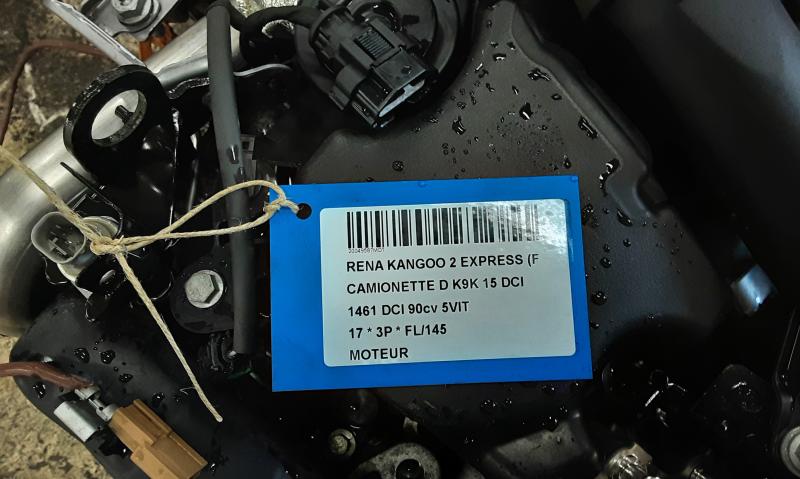 RENA KANGOO 2 EXPRESS (F
CAMIONETTE D K9K 15 DCI
1461 DCI 90cv 5VIT
17 * 3P * FL/145
MOTEUR